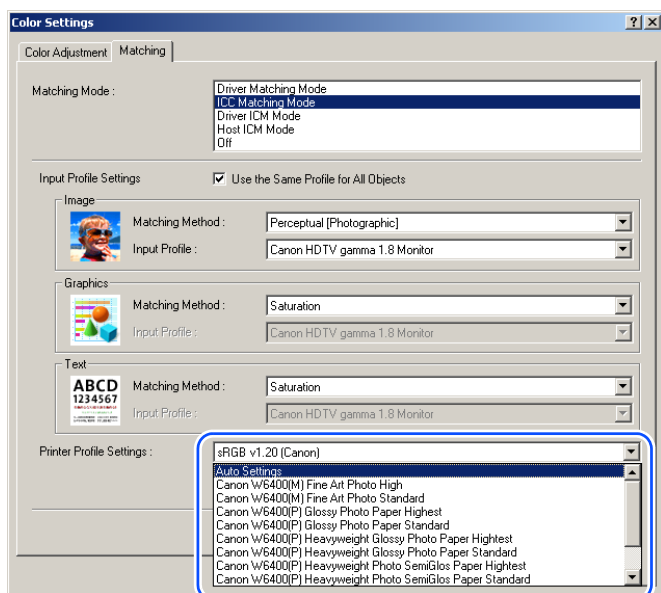 Color Settings
Color Adjustment Matching
Matching Mode :
Driver Matching Mode
ICC Matching Mode
Driver ICM Mode
Host ICM Mode
Off
Input Profile Settings Use the Same Profile for All Objects
Image
Matching Method : Perceptual [Photographic]
Input Profile : Canon HDTV gamma 1.8 Monitor
Graphics
Matching Method : Saturation
Input Profile : Canon HDTV gamma 1.8 Monitor
Text
ABCD
1234567
Matching Method : Saturation
Input Profile : Canon HDTV gamma 1.8 Monitor
Printer Profile Settings : sRGB v1.20 (Canon)
Auto Settings
Canon W6400(M) Fine Art Photo High
Canon W6400(M) Fine Art Photo Standard
Canon W6400(P) Glossy Photo Paper Highest
Canon W6400(P) Glossy Photo Paper Standard
Canon W6400(P) Heavyweight Glossy Photo Paper Hightest
Canon W6400(P) Heavyweight Glossy Photo Paper Standard
Canon W6400(P) Heavyweight Photo SemiGlos Paper Hightest
Canon W6400(P) Heavyweight Photo SemiGlos Paper Standard